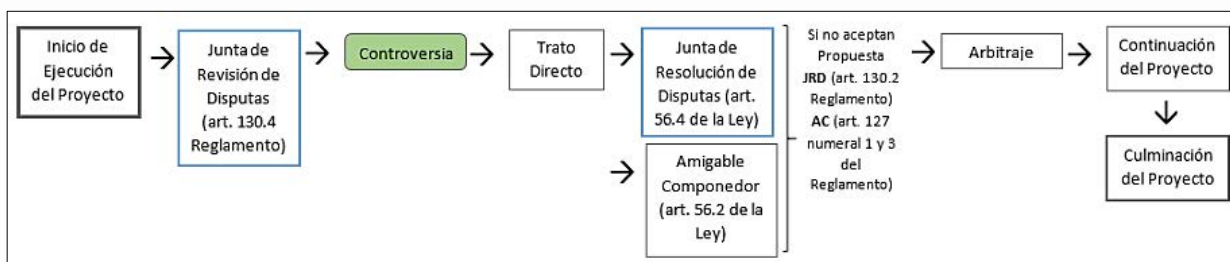 Inicio de
Ejecución
del Proyecto
Junta de
Revisión de
Disputas
(art. 130.4
Reglamento)
Controversia
Trato
Directo
Junta de
Resolución de
Disputas (art.
56.4 de la Ley)
Amigable
Componedor
(art. 56.2 de la
Ley)
Si no aceptan
Propuesta
JRD (art. 130.2
Reglamento)
AC (art. 127
numeral 1 y 3
del
Reglamento)
Arbitraje
Continuación
del Proyecto
Culminación
del Proyecto